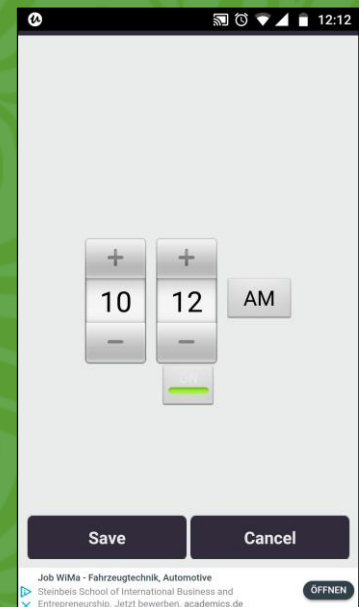 12:12
+ +
10 12 AM
− −
Save Cancel
Job WiMa - Fahrzeugtechnik, Automotive
Steinbeis School of International Business and
Entrepreneurship. Jetzt bewerben. academics.de
ÖFFNEN